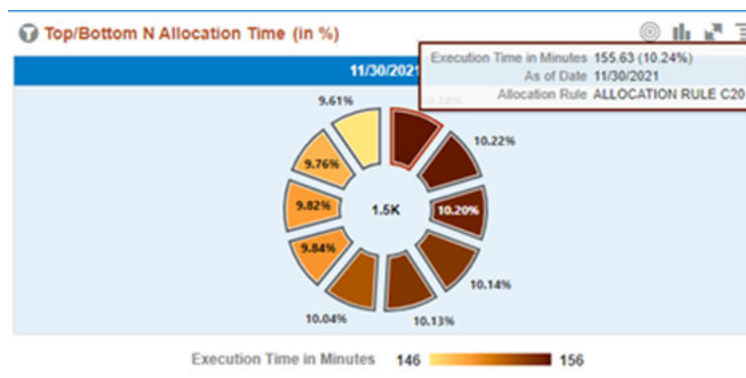 Top/Bottom N Allocation Time (in %)
11/30/2021
Execution Time in Minutes 155.63 (10.24%)
As of Date 11/30/2021
Allocation Rule ALLOCATION RULE C20
9.61%
10.22%
9.76%
9.82%
1.5K
10.20%
9.84%
10.14%
10.04%
10.13%
Execution Time in Minutes 146 156